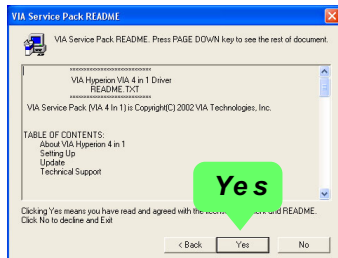 VIA Service Pack README
VIA Service Pack README. Press PAGE DOWN key to see the rest of document.
============================
VIA Hyperion VIA 4 in 1 Driver
README.TXT
============================
VIA Service Pack (VIA 4 In 1) is Copyright(C) 2002 VIA Technologies, Inc.
TABLE OF CONTENTS:
About VIA Hyperion 4 in 1
Setting Up
Update
Technical Support
Yes
Clicking Yes means you have read and agreed with the and README.
Click No to decline and Exit
< Back Yes No